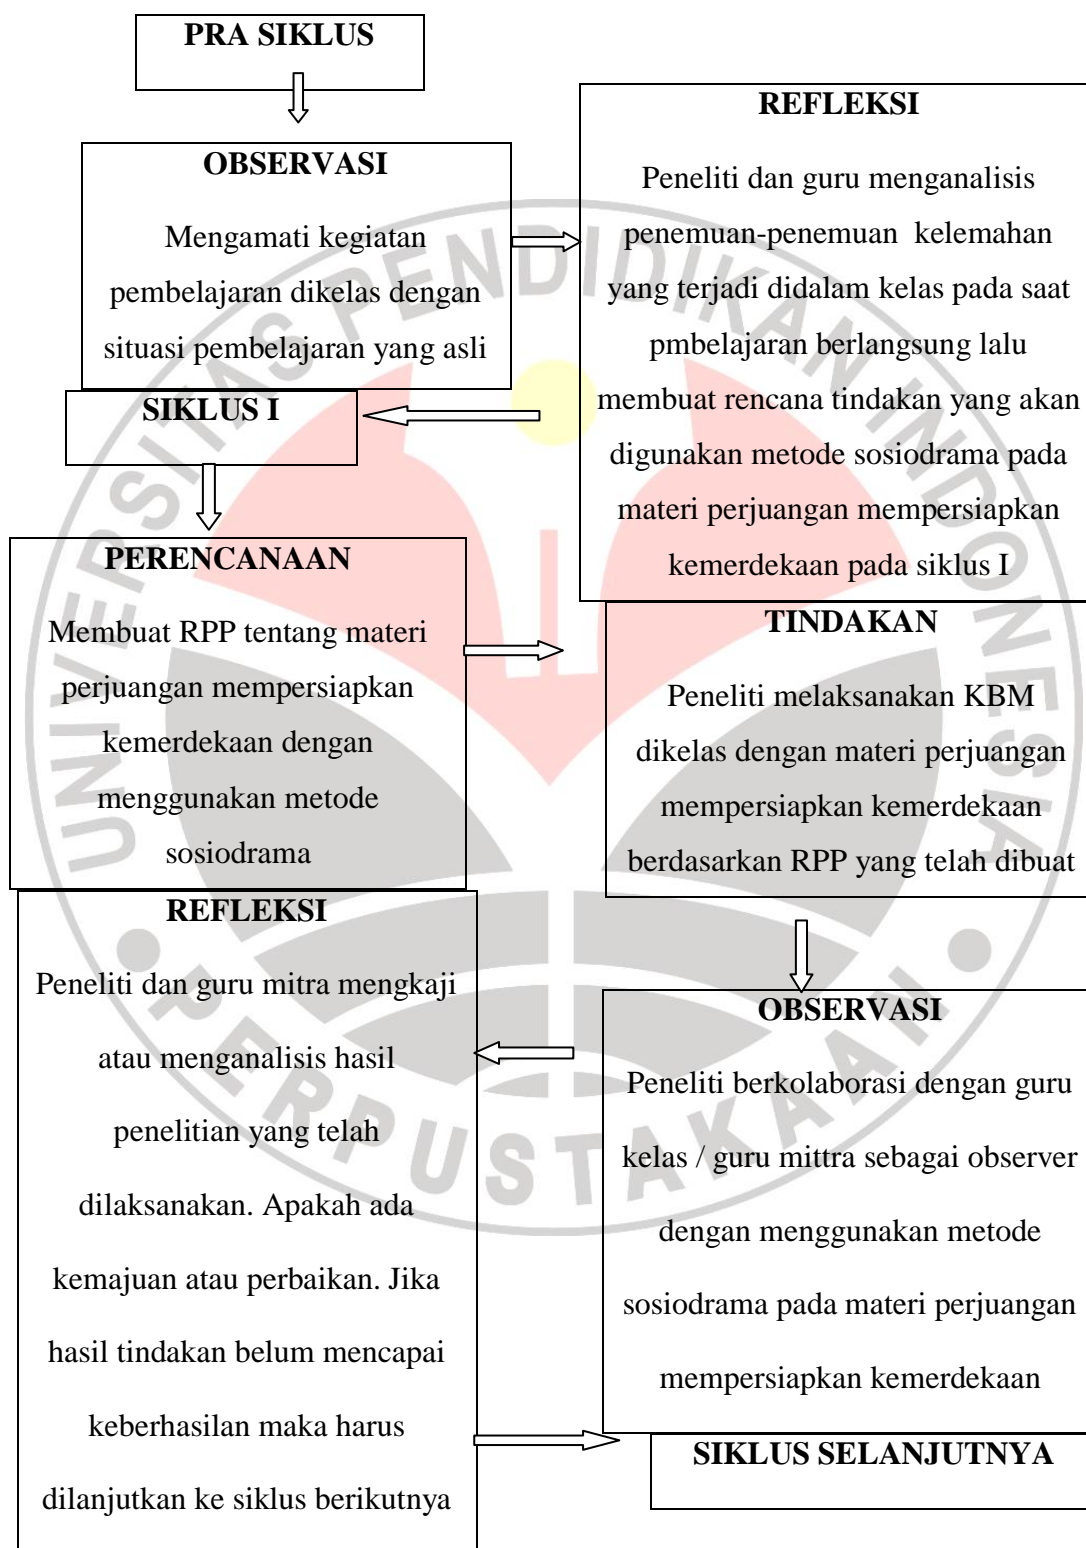 PRA SIKLUS
OBSERVASI
Mengamati kegiatan
pembelajaran dikelas dengan
situasi pembelajaran yang asli
REFLEKSI
Peneliti dan guru menganalisis
penemuan-penemuan kelemahan
yang terjadi didalam kelas pada saat
pmbelajaran berlangsung lalu
membuat rencana tindakan yang akan
digunakan metode sosiodrama pada
materi perjuangan mempersiapkan
kemerdekaan pada siklus I
SIKLUS I
PERENCANAAN
Membuat RPP tentang materi
perjuangan mempersiapkan
kemerdekaan dengan
menggunakan metode
sosiodrama
TINDAKAN
Peneliti melaksanakan KBM
dikelas dengan materi perjuangan
mempersiapkan kemerdekaan
berdasarkan RPP yang telah dibuat
OBSERVASI
Peneliti berkolaborasi dengan guru
kelas / guru mittra sebagai observer
dengan menggunakan metode
sosiodrama pada materi perjuangan
mempersiapkan kemerdekaan
REFLEKSI
Peneliti dan guru mitra mengkaji
atau menganalisis hasil
penelitian yang telah
dilaksanakan. Apakah ada
kemajuan atau perbaikan. Jika
hasil tindakan belum mencapai
keberhasilan maka harus
dilanjutkan ke siklus berikutnya
SIKLUS SELANJUTNYA
UNIVERSITAS PENDIDIKAN INDONESIA
PERPUSTAKAAN